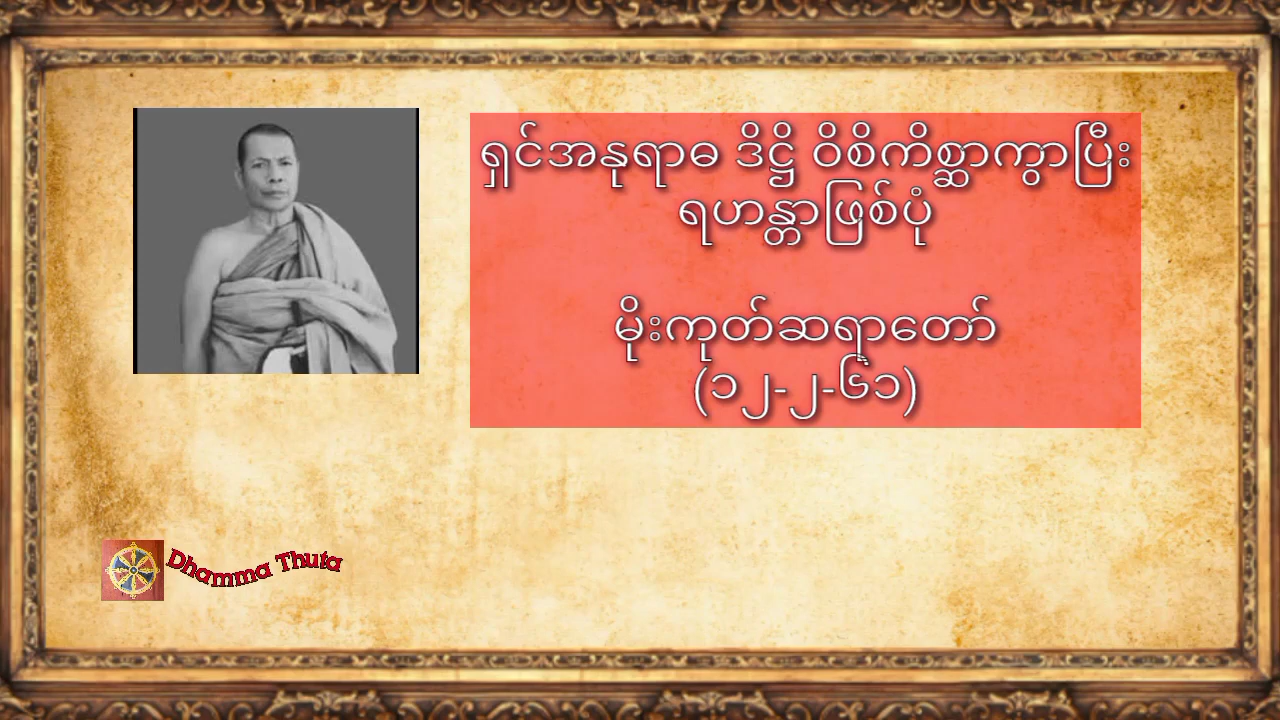 ရှင်အနုရာဓ ဒိဋ္ဌိ ဝိစိကိစ္ဆာကွာပြီး
ရဟန္တာဖြစ်ပုံ
မိုးကုတ်ဆရာတော်
(၁၂-၂-၆၁)
Dhamma Thuta